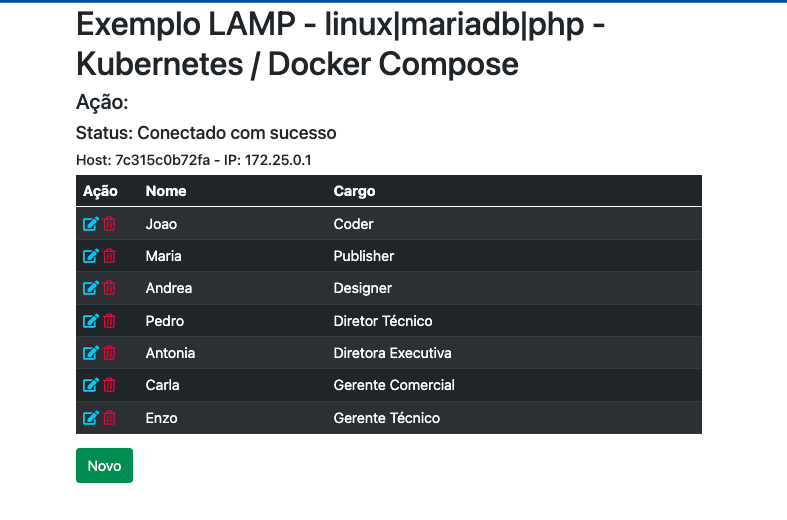 Exemplo LAMP - linux|mariadb|php -
Kubernetes / Docker Compose
Ação:
Status: Conectado com sucesso
Host: 7c315c0b72fa - IP: 172.25.0.1
Ação Nome Cargo
Joao Coder
Maria Publisher
Andrea Designer
Pedro Diretor Técnico
Antonia Diretora Executiva
Carla Gerente Comercial
Enzo Gerente Técnico
Novo